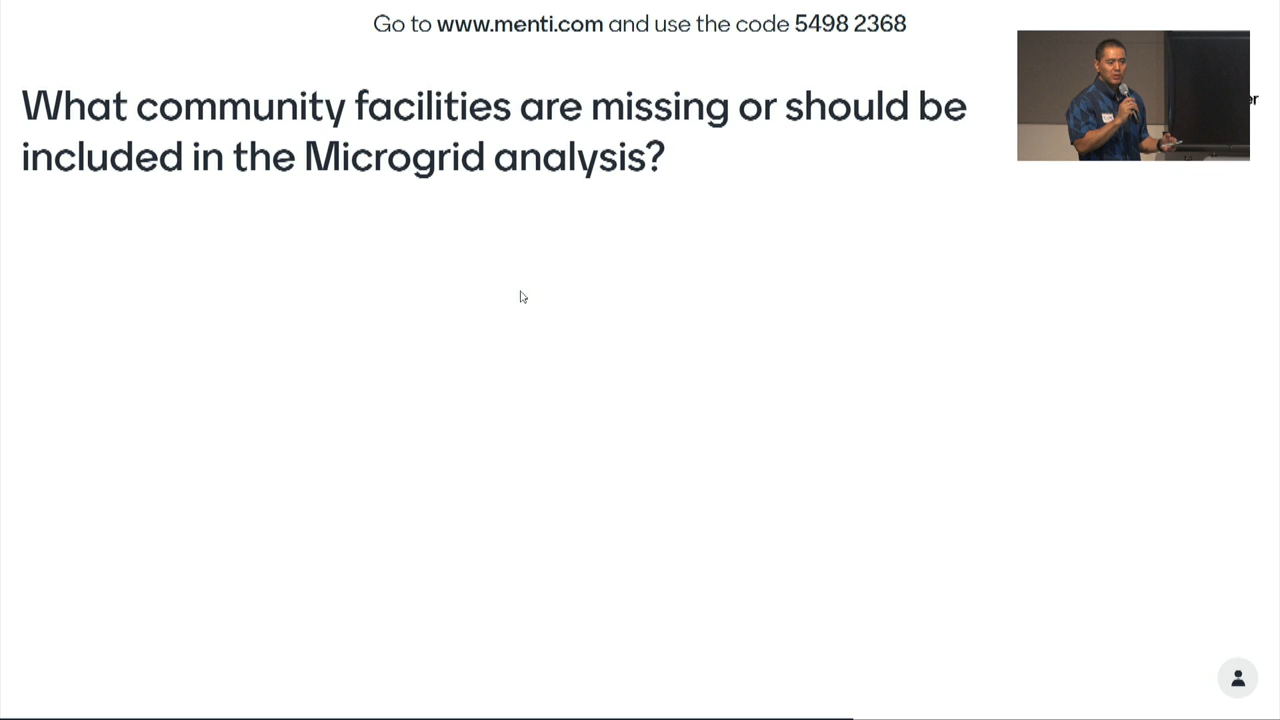 Go to www.menti.com and use the code 5498 2368
What community facilities are missing or should be
included in the Microgrid analysis?